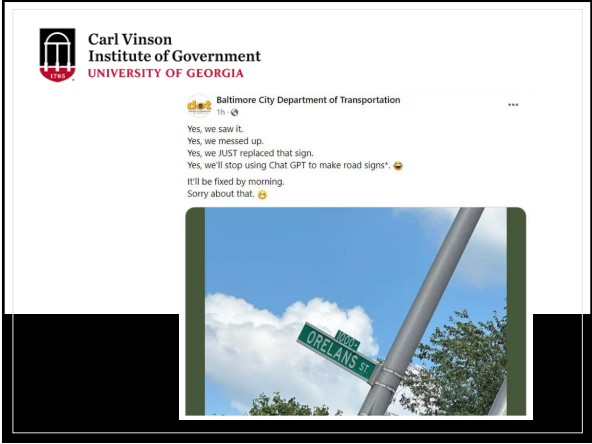 Carl Vinson
Institute of Government
UNIVERSITY OF GEORGIA
1785
dot
Baltimore City Department of Transportation
1h ·
Yes, we saw it.
Yes, we messed up.
Yes, we JUST replaced that sign.
Yes, we'll stop using Chat GPT to make road signs*. 😂
It'll be fixed by morning.
Sorry about that. 😬
1000
ORELANS ST